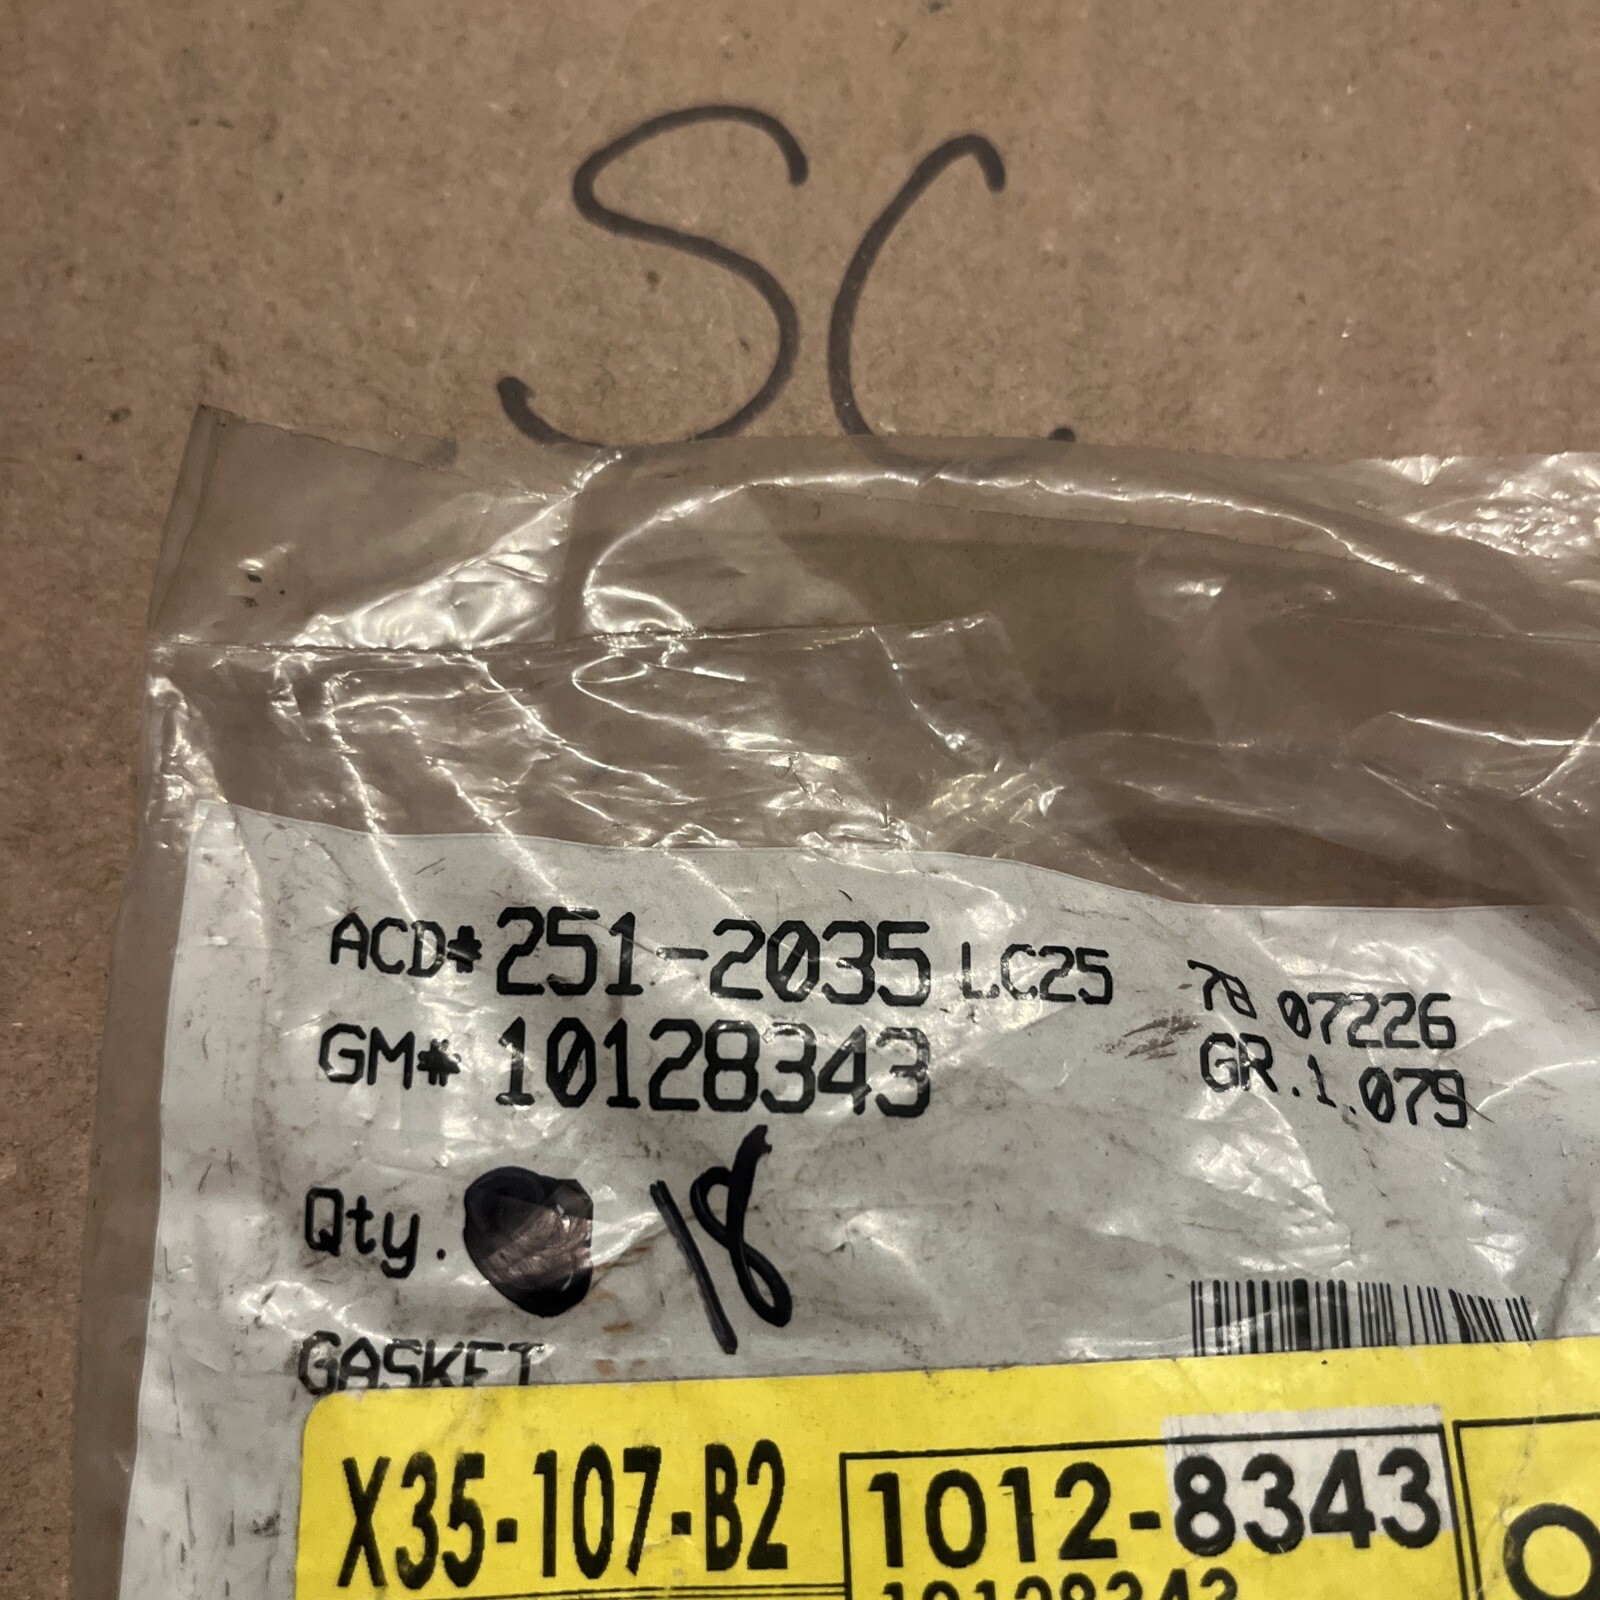 SC
ACD* 251-2035 LC25
GM* 10128343
78 07226
GR.1.079
Qty. 18
GASKET
X35-107-B2
1012-8343
10128343